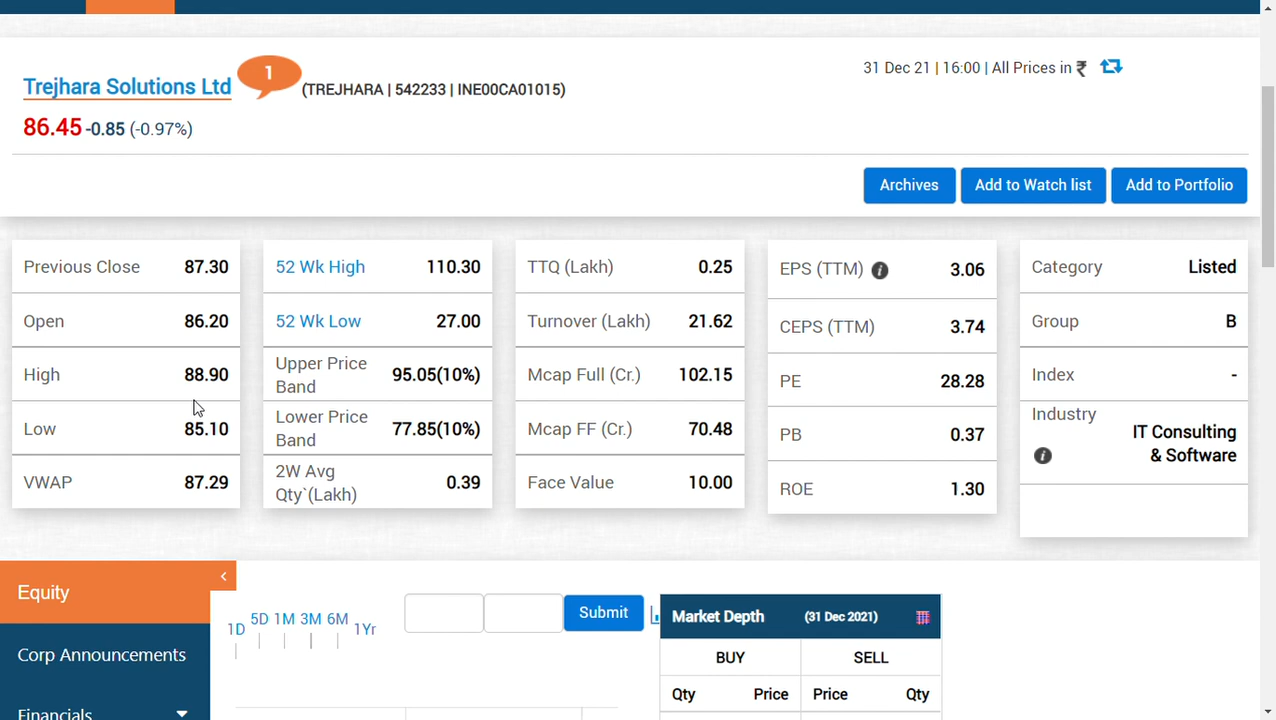 Trejhara Solutions Ltd
1
(TREJHARA | 542233 | INE00CA01015)
31 Dec 21 | 16:00 | All Prices in ₹
86.45 -0.85 (-0.97%)
Archives
Add to Watch list
Add to Portfolio
Previous Close 87.30
Open 86.20
High 88.90
Low 85.10
VWAP 87.29
52 Wk High 110.30
52 Wk Low 27.00
Upper Price
Band 95.05(10%)
Lower Price
Band 77.85(10%)
2W Avg
Qty`(Lakh) 0.39
TTQ (Lakh) 0.25
Turnover (Lakh) 21.62
Mcap Full (Cr.) 102.15
Mcap FF (Cr.) 70.48
Face Value 10.00
EPS (TTM) i 3.06
CEPS (TTM) 3.74
PE 28.28
PB 0.37
ROE 1.30
Category Listed
Group B
Index -
Industry
i
IT Consulting
& Software
Equity
<
Corp Announcements
Financials
1D 5D 1M 3M 6M 1Yr
Submit
Market Depth (31 Dec 2021)
BUY SELL
Qty Price Price Qty